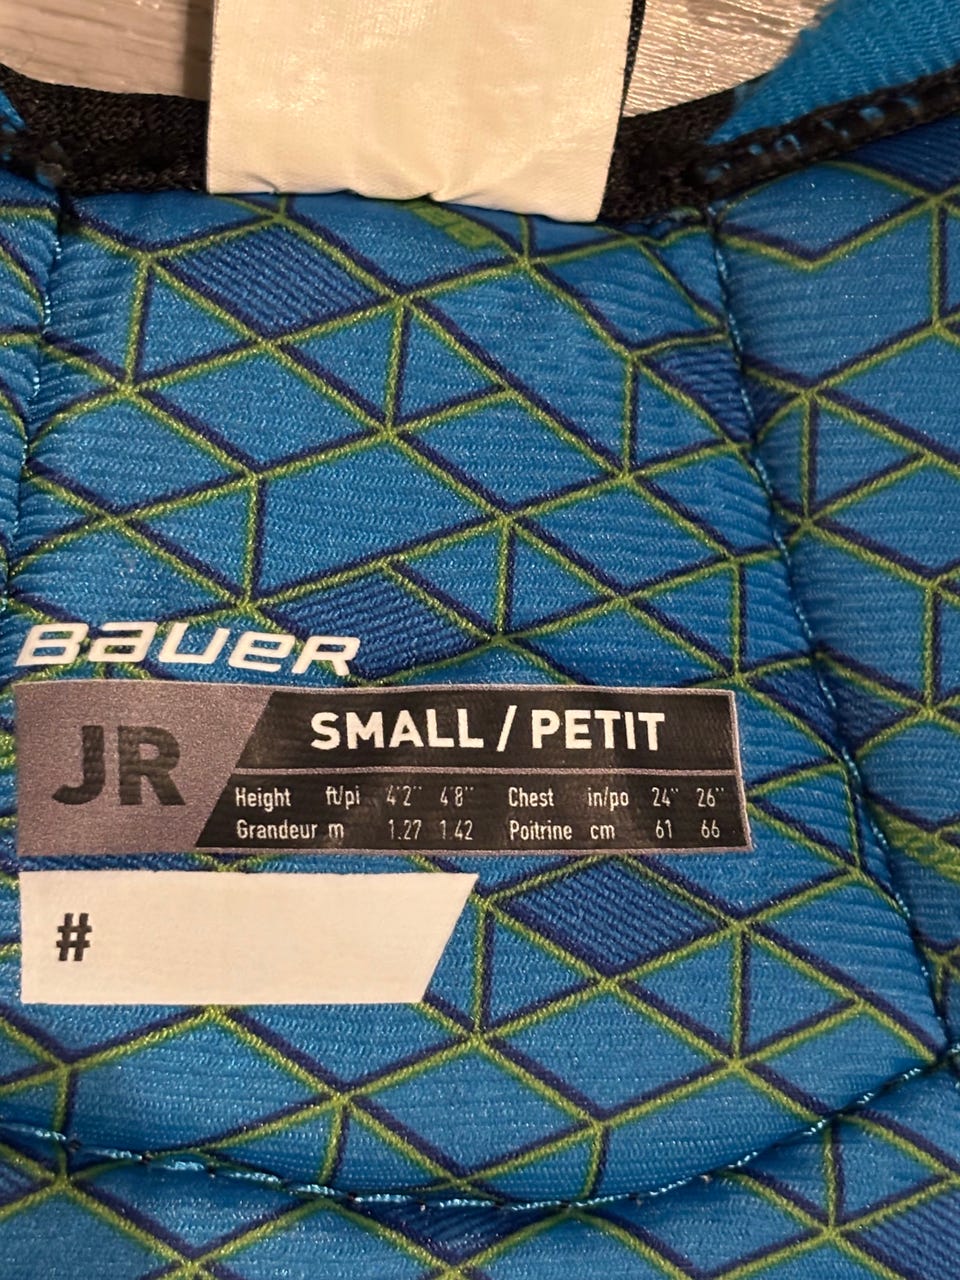 BAUER
JR
SMALL / PETIT
Height ft/pi 4'2" 4'8" Chest in/po 24" 26"
Grandeur m 1.27 1.42 Poitrine cm 61 66
#